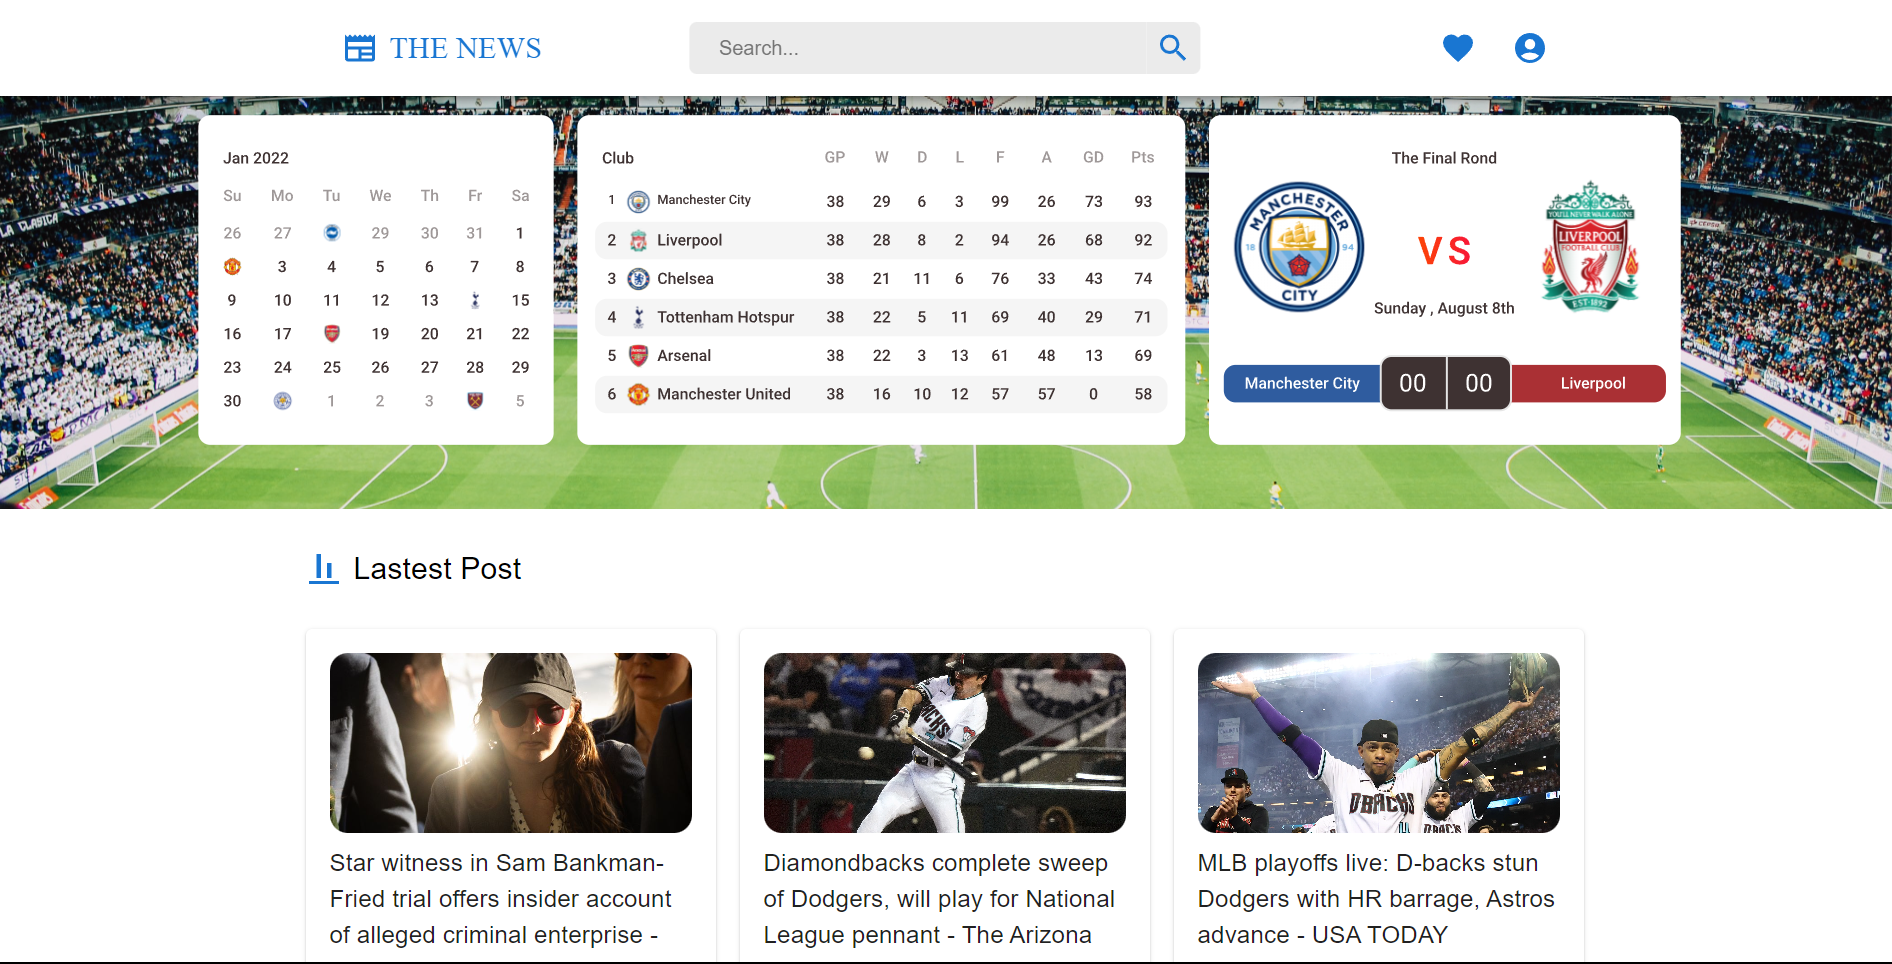 THE NEWS
Search...
Jan 2022
Su Mo Tu We Th Fr Sa
26 27 29 30 31 1
3 4 5 6 7 8
9 10 11 12 13 15
16 17 19 20 21 22
23 24 25 26 27 28 29
30 1 2 3 5
Club GP W D L F A GD Pts
1 Manchester City 38 29 6 3 99 26 73 93
2 Liverpool 38 28 8 2 94 26 68 92
3 Chelsea 38 21 11 6 76 33 43 74
4 Tottenham Hotspur 38 22 5 11 69 40 29 71
5 Arsenal 38 22 3 13 61 48 13 69
6 Manchester United 38 16 10 12 57 57 0 58
The Final Rond
MANCHESTER
18 94
CITY
VS
YOU'LL NEVER WALK ALONE
LIVERPOOL
FOOTBALL CLUB
EST·1892
Sunday , August 8th
Manchester City 00 00 Liverpool
LA CLASICA
Lastest Post
DBACKS
Star witness in Sam Bankman-
Fried trial offers insider account
of alleged criminal enterprise -
Diamondbacks complete sweep
of Dodgers, will play for National
League pennant - The Arizona
MLB playoffs live: D-backs stun
Dodgers with HR barrage, Astros
advance - USA TODAY